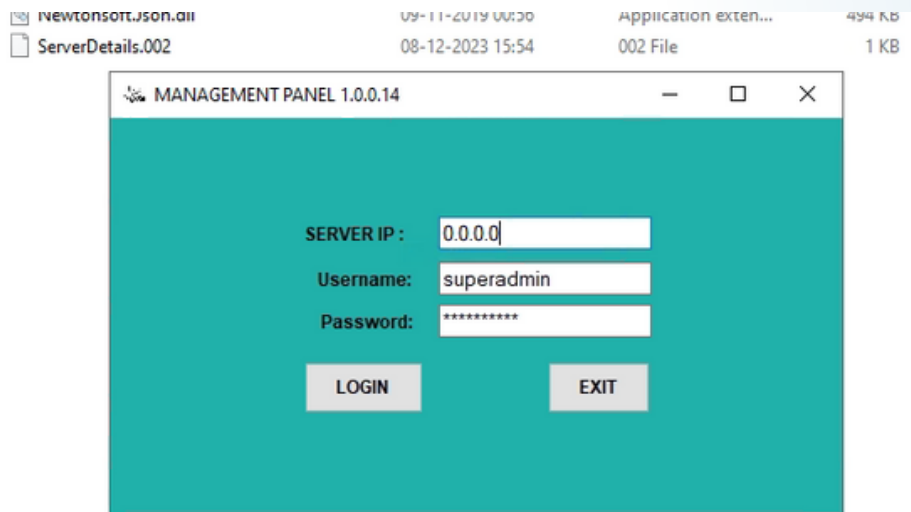 Newtonsoft.Json.dll 09-11-2019 00:56 Application exten... 494 KB
ServerDetails.002 08-12-2023 15:54 002 File 1 KB
MANAGEMENT PANEL 1.0.0.14
SERVER IP : 0.0.0.0
Username: superadmin
Password: **********
LOGIN EXIT